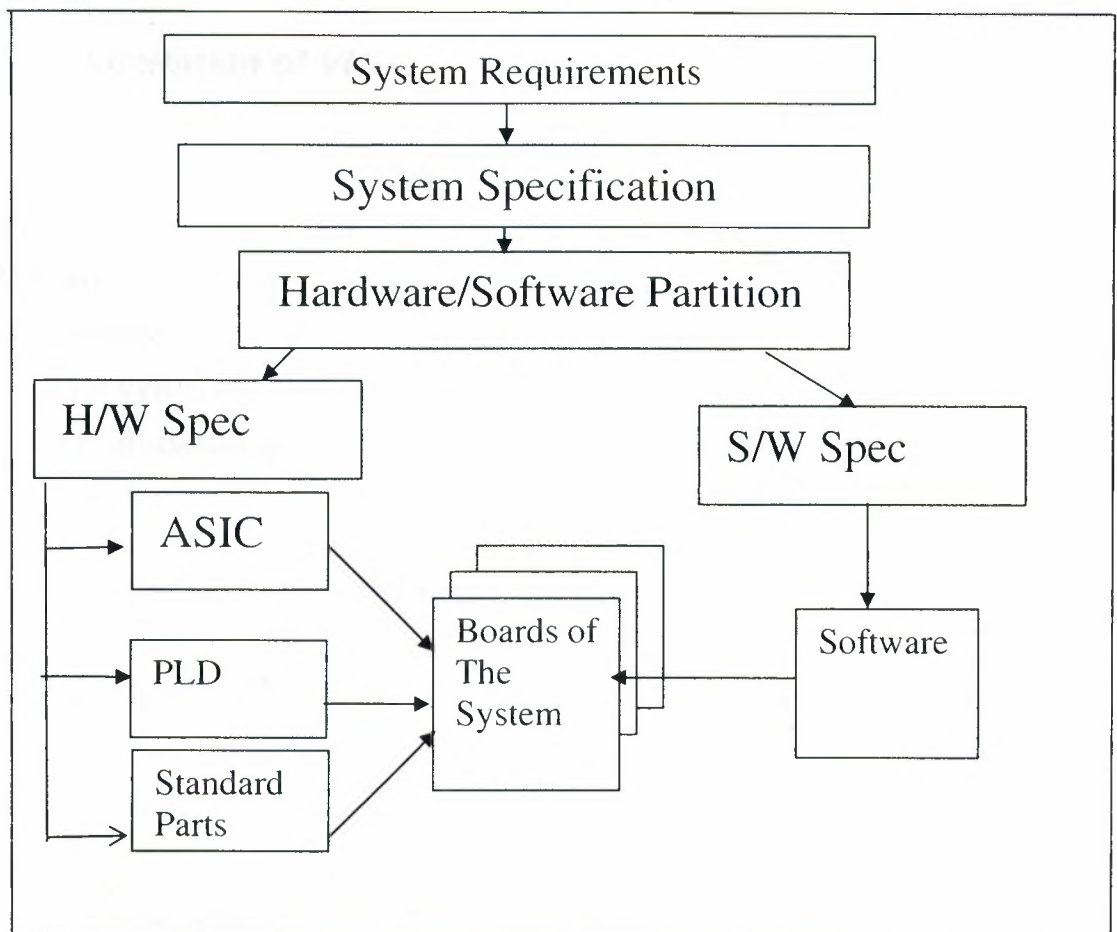 System Requirements
System Specification
Hardware/Software Partition
H/W Spec
S/W Spec
ASIC
PLD
Standard
Parts
Boards of
The
System
Software